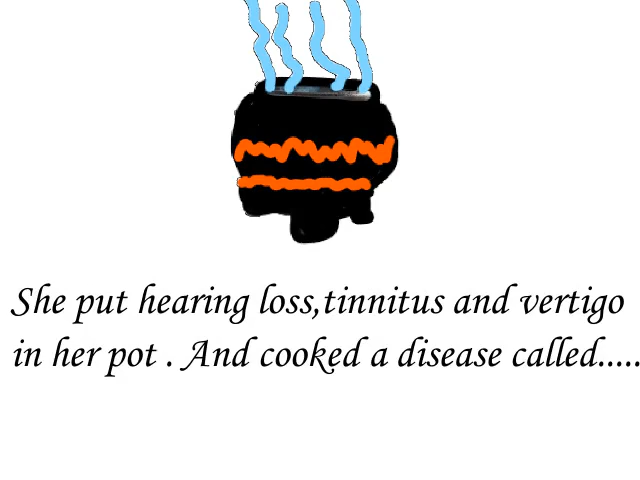 She put hearing loss,tinnitus and vertigo
in her pot . And cooked a disease called.....